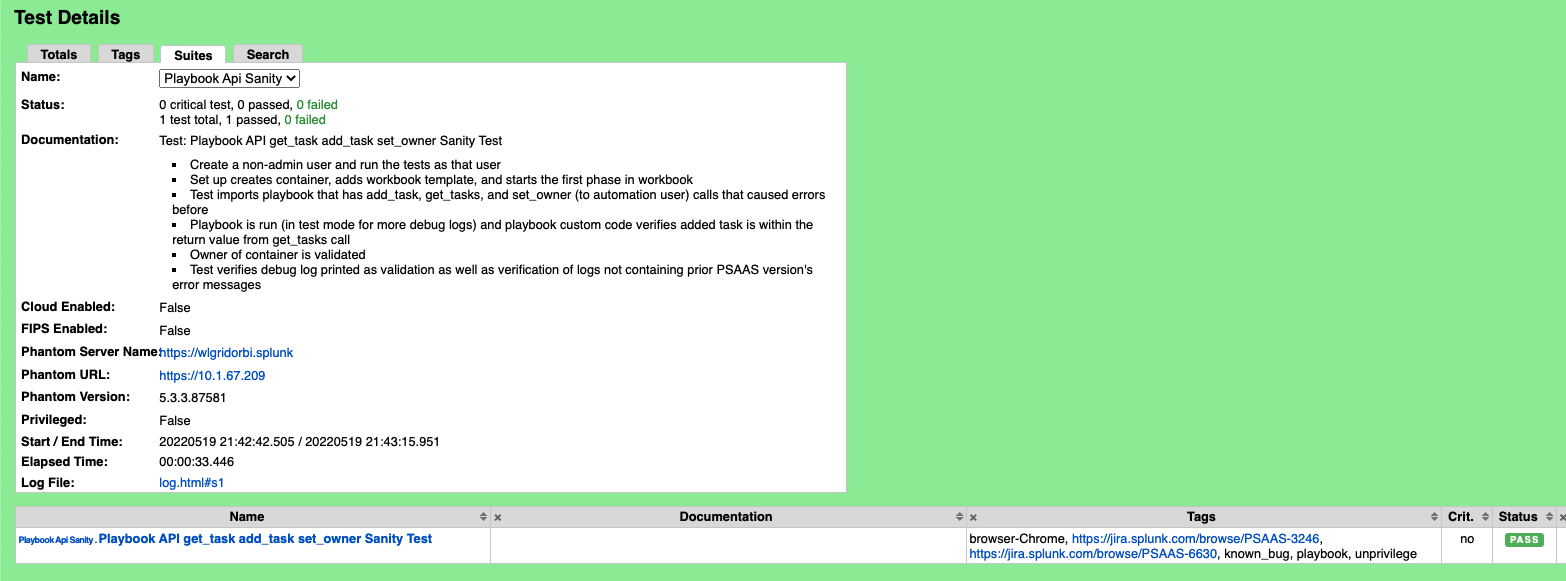 Test Details
Totals
Tags
Suites
Search
Name:
Playbook Api Sanity
Status:
0 critical test, 0 passed, 0 failed
1 test total, 1 passed, 0 failed
Documentation:
Test: Playbook API get_task add_task set_owner Sanity Test
Create a non-admin user and run the tests as that user
Set up creates container, adds workbook template, and starts the first phase in workbook
Test imports playbook that has add_task, get_tasks, and set_owner (to automation user) calls that caused errors
before
Playbook is run (in test mode for more debug logs) and playbook custom code verifies added task is within the
return value from get_tasks call
Owner of container is validated
Test verifies debug log printed as validation as well as verification of logs not containing prior PSAAS version's
error messages
Cloud Enabled:
False
FIPS Enabled:
False
Phantom Server Name:
https://wlgridorbi.splunk
Phantom URL:
https://10.1.67.209
Phantom Version:
5.3.3.87581
Privileged:
False
Start / End Time:
20220519 21:42:42.505 / 20220519 21:43:15.951
Elapsed Time:
00:00:33.446
Log File:
log.html#s1
Name
Documentation
Tags
Crit.
Status
Playbook Api Sanity . Playbook API get_task add_task set_owner Sanity Test
browser-Chrome, https://jira.splunk.com/browse/PSAAS-3246,
https://jira.splunk.com/browse/PSAAS-6630, known_bug, playbook, unprivilege
no
PASS